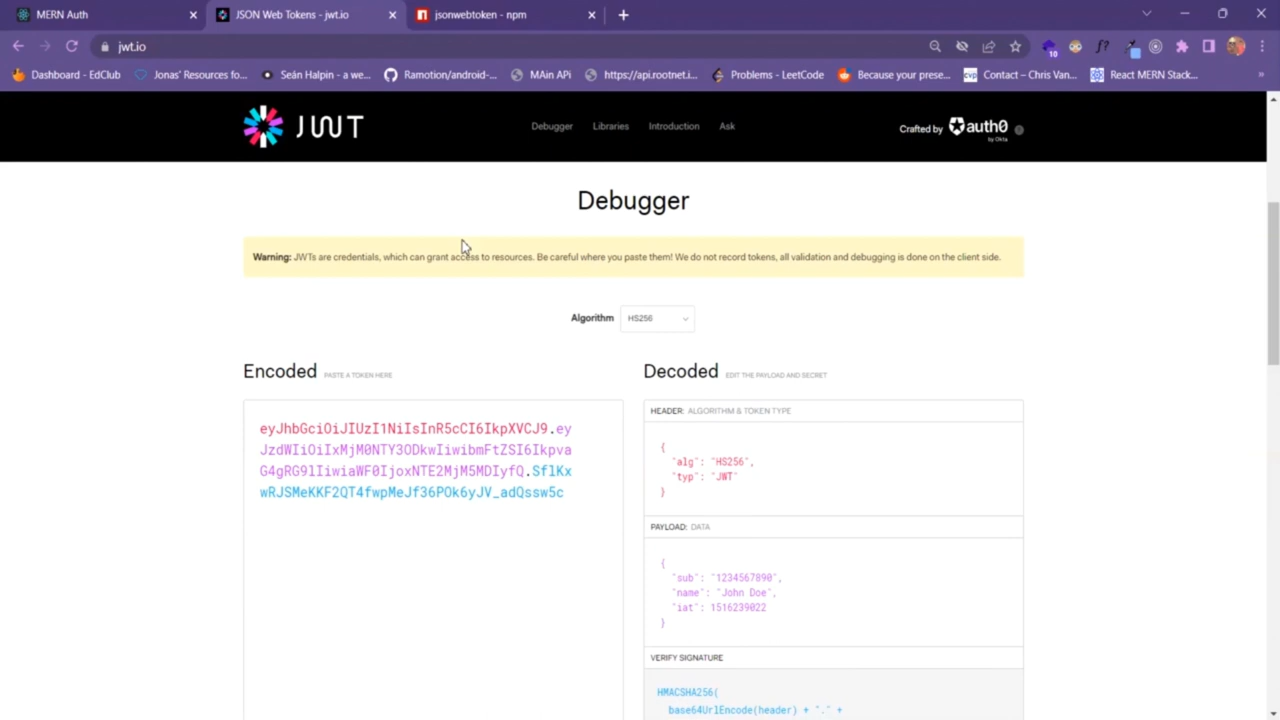 MERN Auth
JSON Web Tokens - jwt.io
jsonwebtoken - npm
jwt.io
10
Dashboard - EdClub
Jonas' Resources fo...
Seán Halpin - a we...
Ramotion/android-...
MAin APi
https://api.rootnet.i...
Problems - LeetCode
Because your prese...
cvp
Contact – Chris Van...
React MERN Stack...
JWT
Debugger
Libraries
Introduction
Ask
Crafted by auth0
by Okta
Debugger
Warning: JWTs are credentials, which can grant access to resources. Be careful where you paste them! We do not record tokens, all validation and debugging is done on the client side.
Algorithm HS256
Encoded PASTE A TOKEN HERE
eyJhbGciOiJIUzI1NiIsInR5cCI6IkpXVCJ9.ey
JzdWIiOiIxMjM0NTY3ODkwIiwibmFtZSI6Ikpva
G4gRG9lIiwiaWF0IjoxNTE2MjM5MDIyfQ.SflKx
wRJSMeKKF2QT4fwpMeJf36POk6yJV_adQssw5c
Decoded EDIT THE PAYLOAD AND SECRET
HEADER: ALGORITHM & TOKEN TYPE
{
"alg": "HS256",
"typ": "JWT"
}
PAYLOAD: DATA
{
"sub": "1234567890",
"name": "John Doe",
"iat": 1516239022
}
VERIFY SIGNATURE
HMACSHA256(
base64UrlEncode(header) + "." +